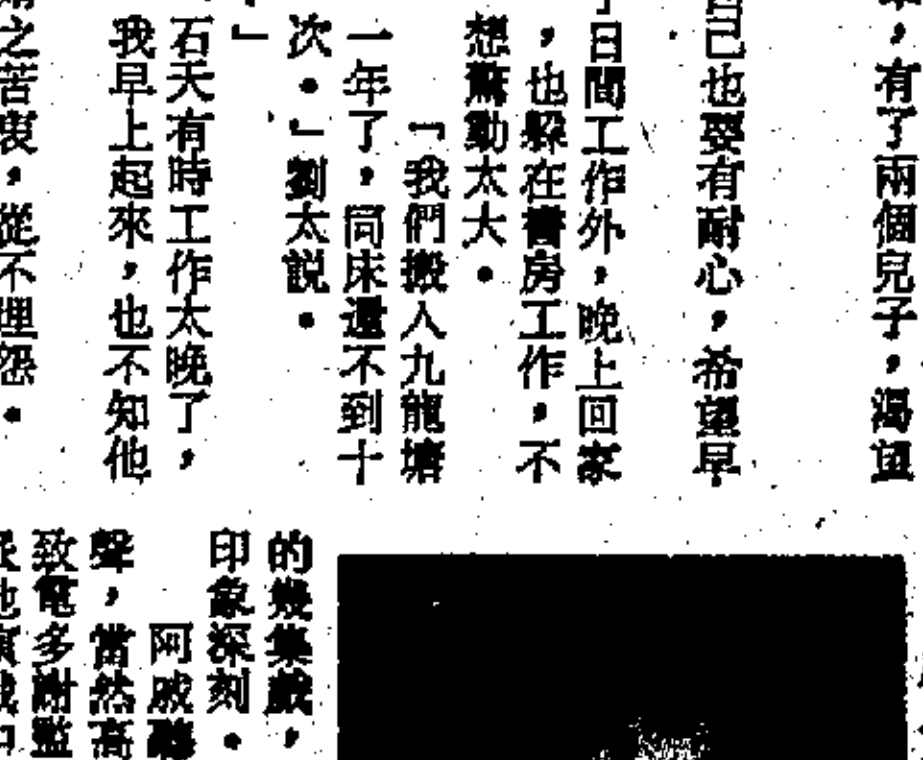 ，有了兩個兒子，渴望
自己也要有耐心，希望早
日間工作外，晚上回家
，也躲在書房工作，不
想驚動太大。
「我們搬入九龍塘
一年了，同床還不到十
次。」劉太説。
石天有時工作太晚了，
我早上起來，也不知他
之苦衷，從不埋怨。
的幾集戲，
印象深刻。
阿戚聽
聲，當然高
致電多謝監